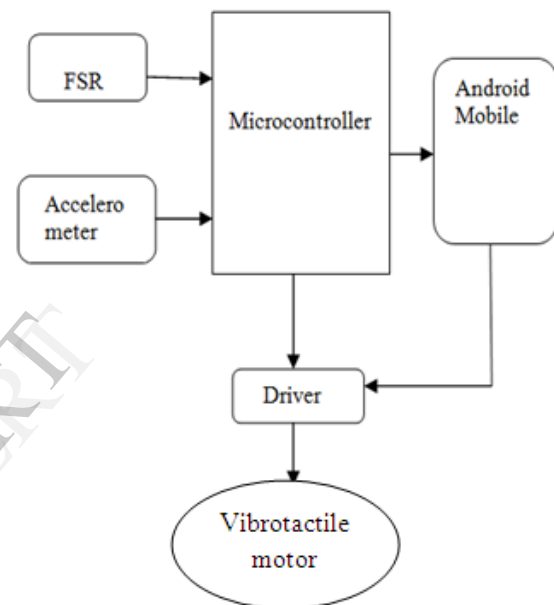 FSR
Accelero
meter
Microcontroller
Android
Mobile
Driver
Vibrotactile
motor